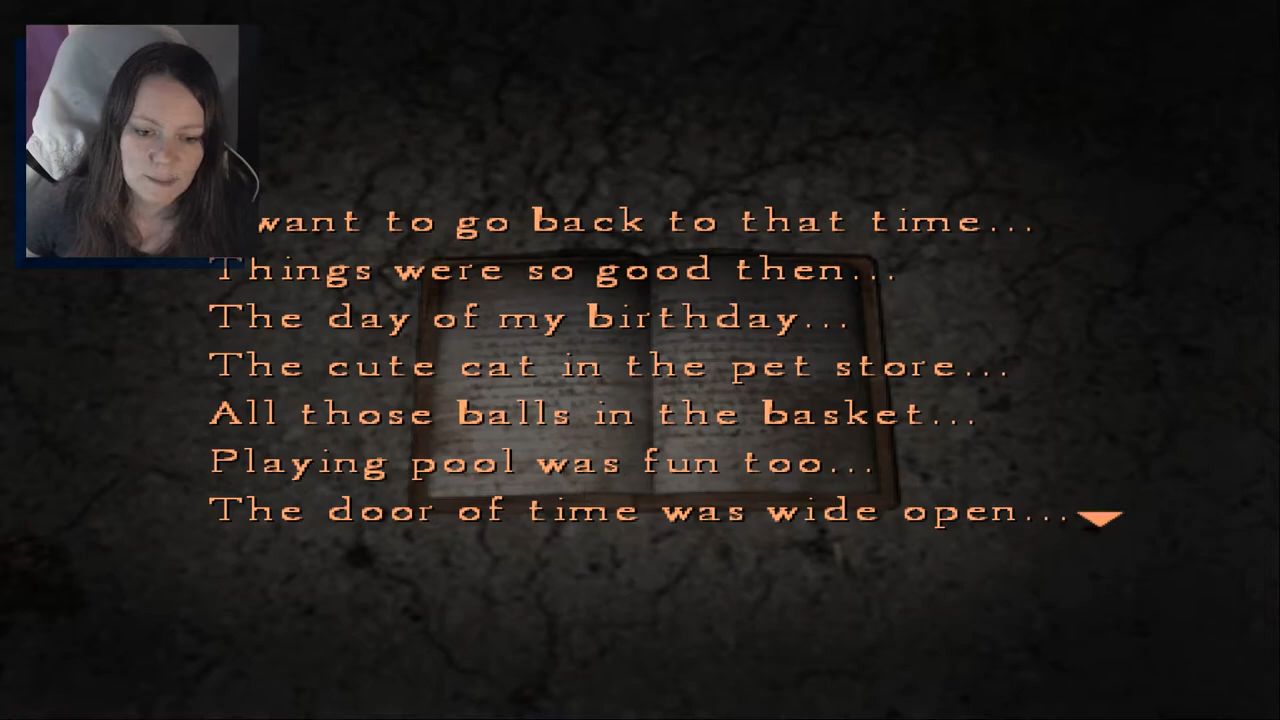 want to go back to that time...
Things were so good then...
The day of my birthday...
The cute cat in the pet store...
All those balls in the basket...
Playing pool was fun too...
The door of time was wide open...